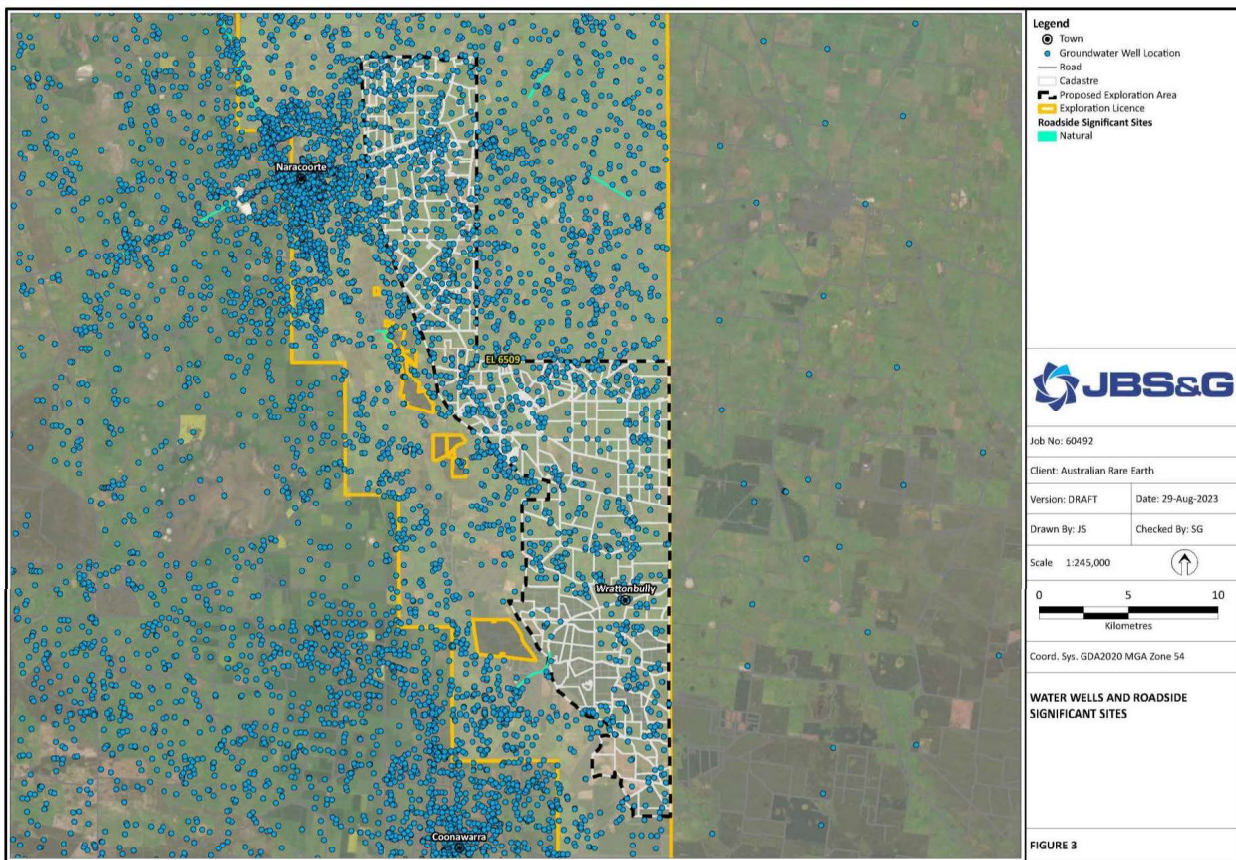 Naracoorte
EL 6509
Wrattonbully
Coonawarra
Legend
Town
Groundwater Well Location
Road
Cadastre
Proposed Exploration Area
Exploration Licence
Roadside Significant Sites
Natural
JBS&G
Job No: 60492
Client: Australian Rare Earth
Version: DRAFT
Date: 29-Aug-2023
Drawn By: JS
Checked By: SG
Scale 1:245,000
0 5 10
Kilometres
Coord. Sys. GDA2020 MGA Zone 54
WATER WELLS AND ROADSIDE
SIGNIFICANT SITES
FIGURE 3